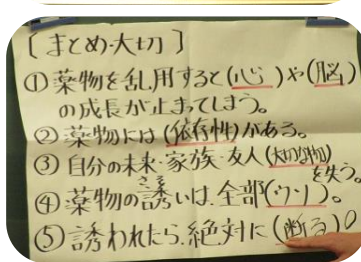 〔まとめ・大切〕
①薬物を乱用すると(心)や(脳)
の成長が止まってしまう。
②薬物には(依存性)がある。
③自分の未来・家族・友人(大切な物)
を失う。
さそ
④薬物の誘いは、全部(ウソ)。
⑤誘われたら、絶対に(断る)。